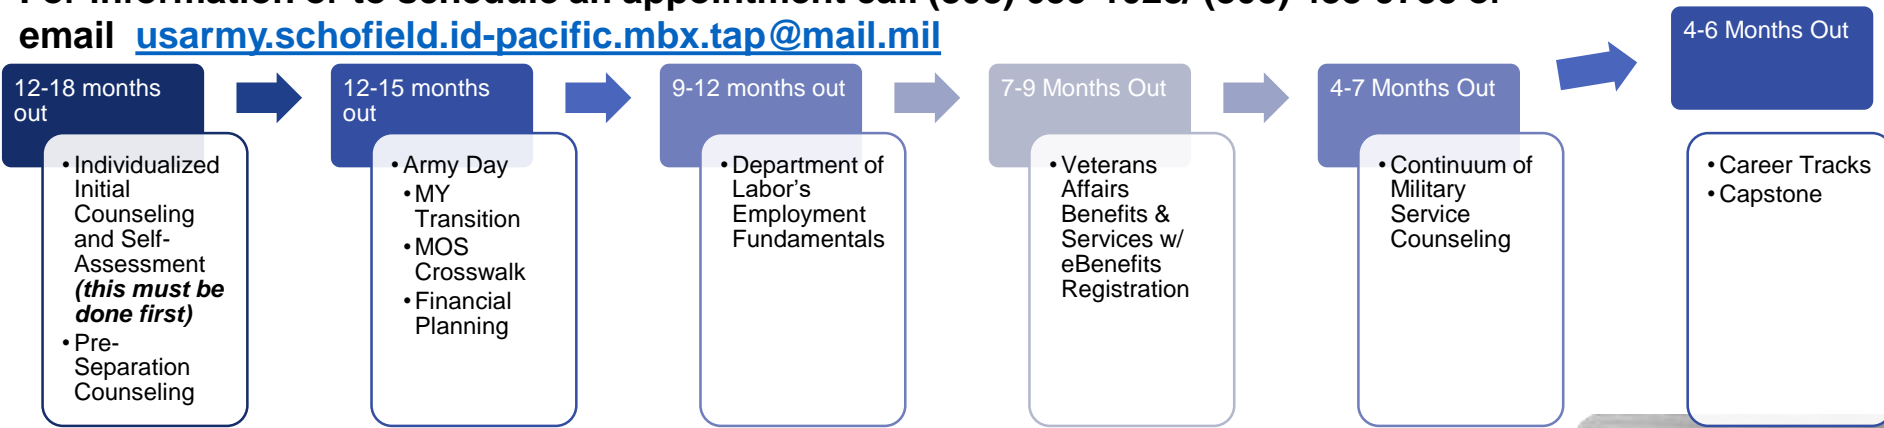 email usarmy.schofield.id-pacific.mbx.tap@mail.mil
12-18 months
out
• Individualized
Initial
Counseling
and Self-
Assessment
(this must be
done first)
• Pre-
Separation
Counseling
12-15 months
out
• Army Day
• MY
Transition
• MOS
Crosswalk
• Financial
Planning
9-12 months out
• Department of
Labor’s
Employment
Fundamentals
7-9 Months Out
• Veterans
Affairs
Benefits &
Services w/
eBenefits
Registration
4-7 Months Out
• Continuum of
Military
Service
Counseling
4-6 Months Out
• Career Tracks
• Capstone